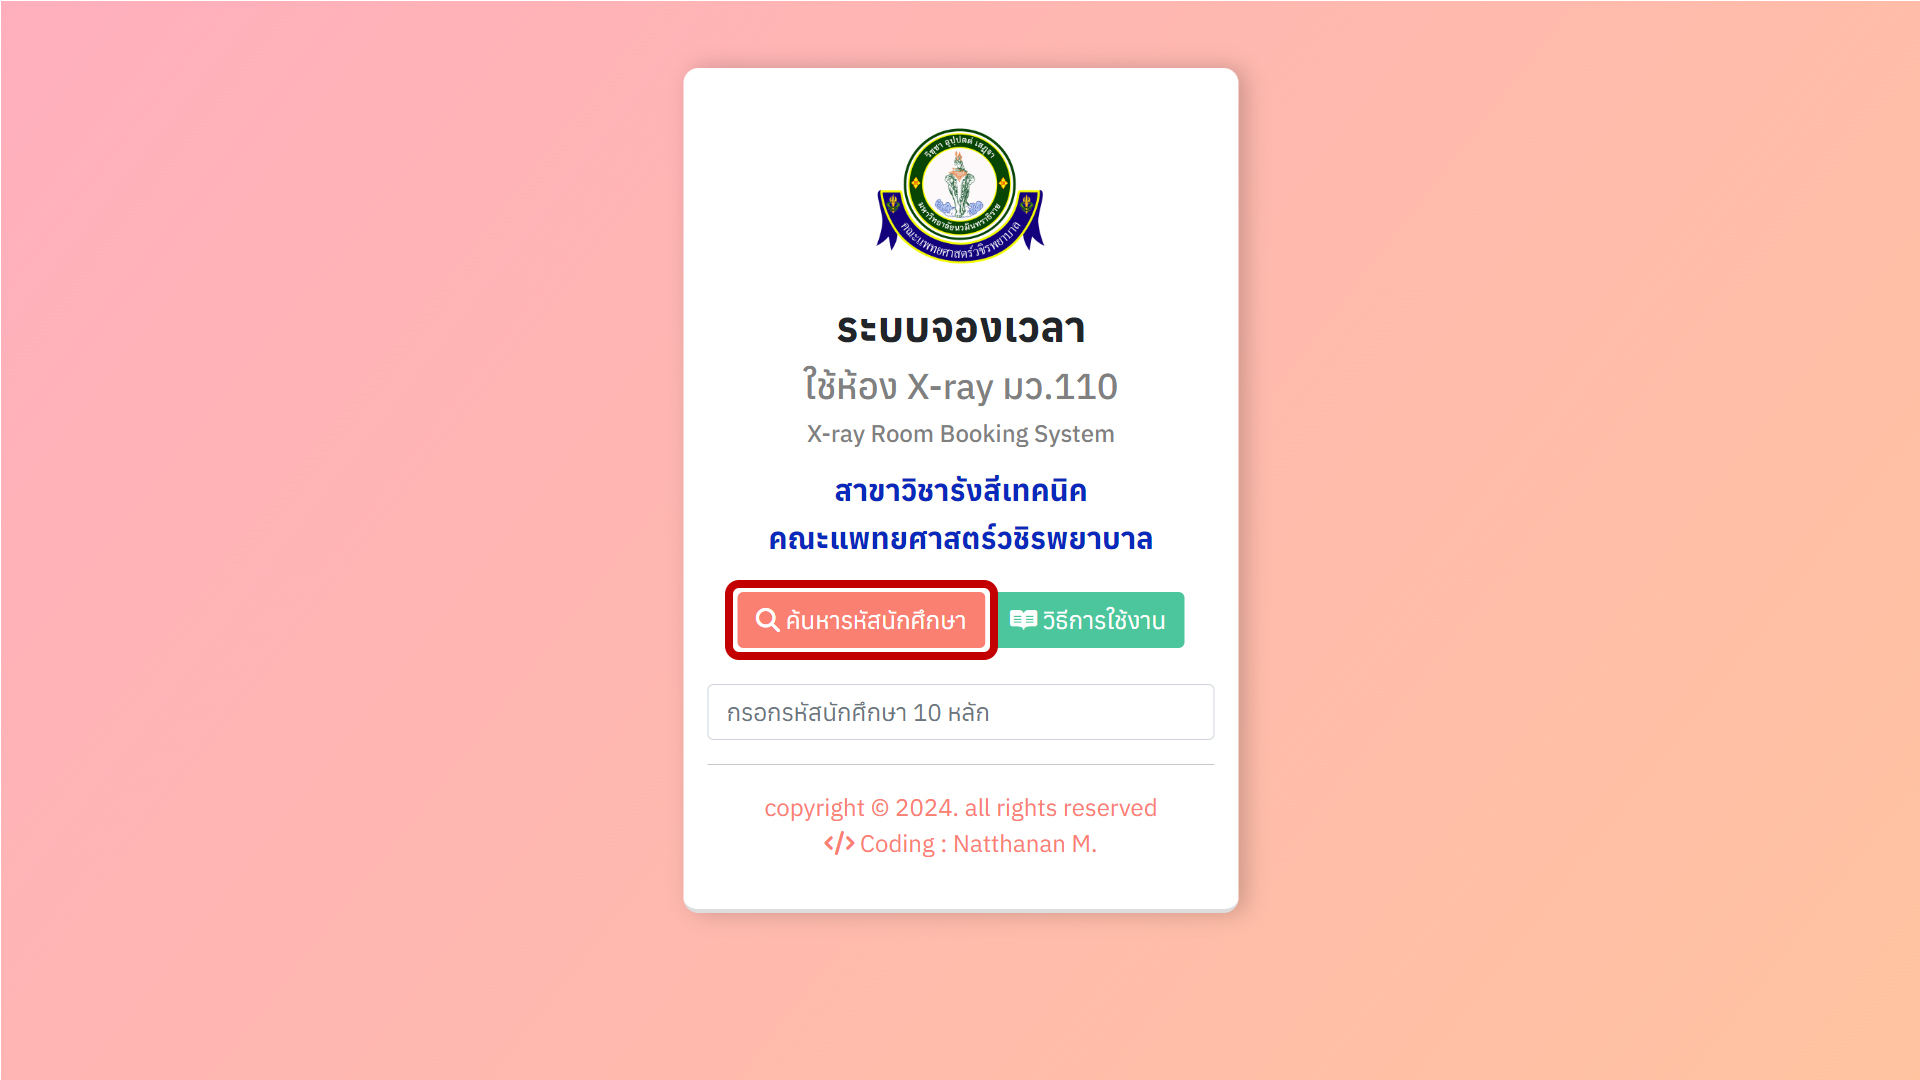 วิชฺชา อุปฺปัตตํ เสฏฺฐา
มหาวิทยาลัยนวมินทราธิราช
คณะแพทยศาสตร์วชิรพยาบาล
ระบบจองเวลา
ใช้ห้อง X-ray มว.110
X-ray Room Booking System
สาขาวิชารังสีเทคนิค
คณะแพทยศาสตร์วชิรพยาบาล
ค้นหารหัสนักศึกษา วิธีการใช้งาน
กรอกรหัสนักศึกษา 10 หลัก
copyright © 2024. all rights reserved
</> Coding : Natthanan M.